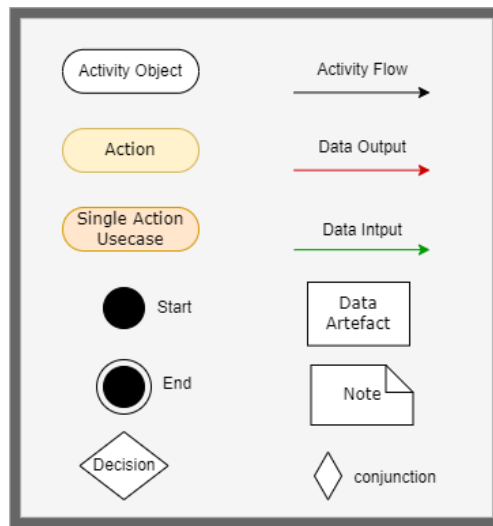 Activity Object
Activity Flow
Action
Data Output
Single Action
Usecase
Data Intput
Start
Data
Artefact
End
Note
Decision
conjunction